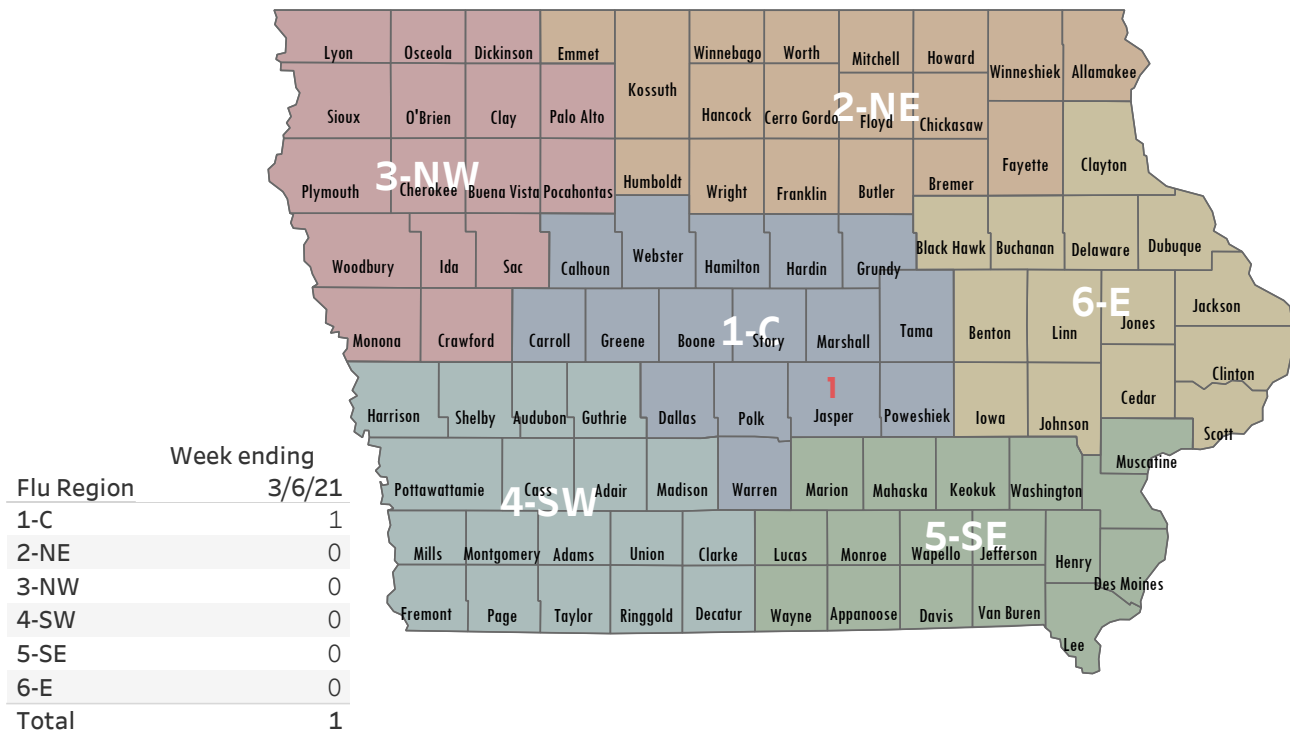 Lyon Osceola Dickinson Emmet Winnebago Worth Mitchell Howard Winneshiek Allamakee
Kossuth
Sioux O'Brien Clay Palo Alto Hancock Cerro Gordo Floyd Chickasaw
2-NE
Clayton
Fayette
3-NW
Plymouth Cherokee Buena Vista Pocahontas Humboldt Wright Franklin Butler Bremer
Woodbury Ida Sac Calhoun Webster Hamilton Hardin Grundy Black Hawk Buchanan Delaware Dubuque
6-E
Jackson
Monona Crawford Carroll Greene Boone Story Marshall Tama Benton Linn Jones
1-C
Clinton
1
Harrison Shelby Audubon Guthrie Dallas Polk Jasper Poweshiek Iowa Johnson Cedar
Scott
Muscatine
Pottawattamie Cass Adair Madison Warren Marion Mahaska Keokuk Washington
4-SW
5-SE
Mills Montgomery Adams Union Clarke Lucas Monroe Wapello Jefferson Henry
Des Moines
Fremont Page Taylor Ringgold Decatur Wayne Appanoose Davis Van Buren
Lee
Week ending
Flu Region 3/6/21
1-C 1
2-NE 0
3-NW 0
4-SW 0
5-SE 0
6-E 0
Total 1